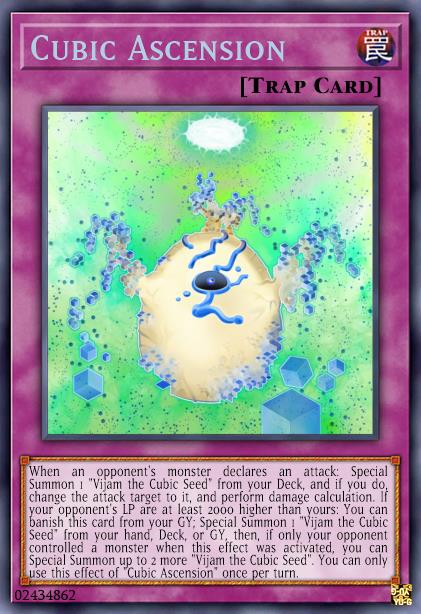 CUBIC ASCENSION
TRAP
罠
[TRAP CARD]
When an opponent's monster declares an attack: Special
Summon 1 "Vijam the Cubic Seed" from your Deck, and if you do,
change the attack target to it, and perform damage calculation. If
your opponent's LP are at least 2000 higher than yours: You can
banish this card from your GY; Special Summon 1 "Vijam the Cubic
Seed" from your hand, Deck, or GY, then, if only your opponent
controlled a monster when this effect was activated, you can
Special Summon up to 2 more "Vijam the Cubic Seed". You can only
use this effect of "Cubic Ascension" once per turn.
02434862